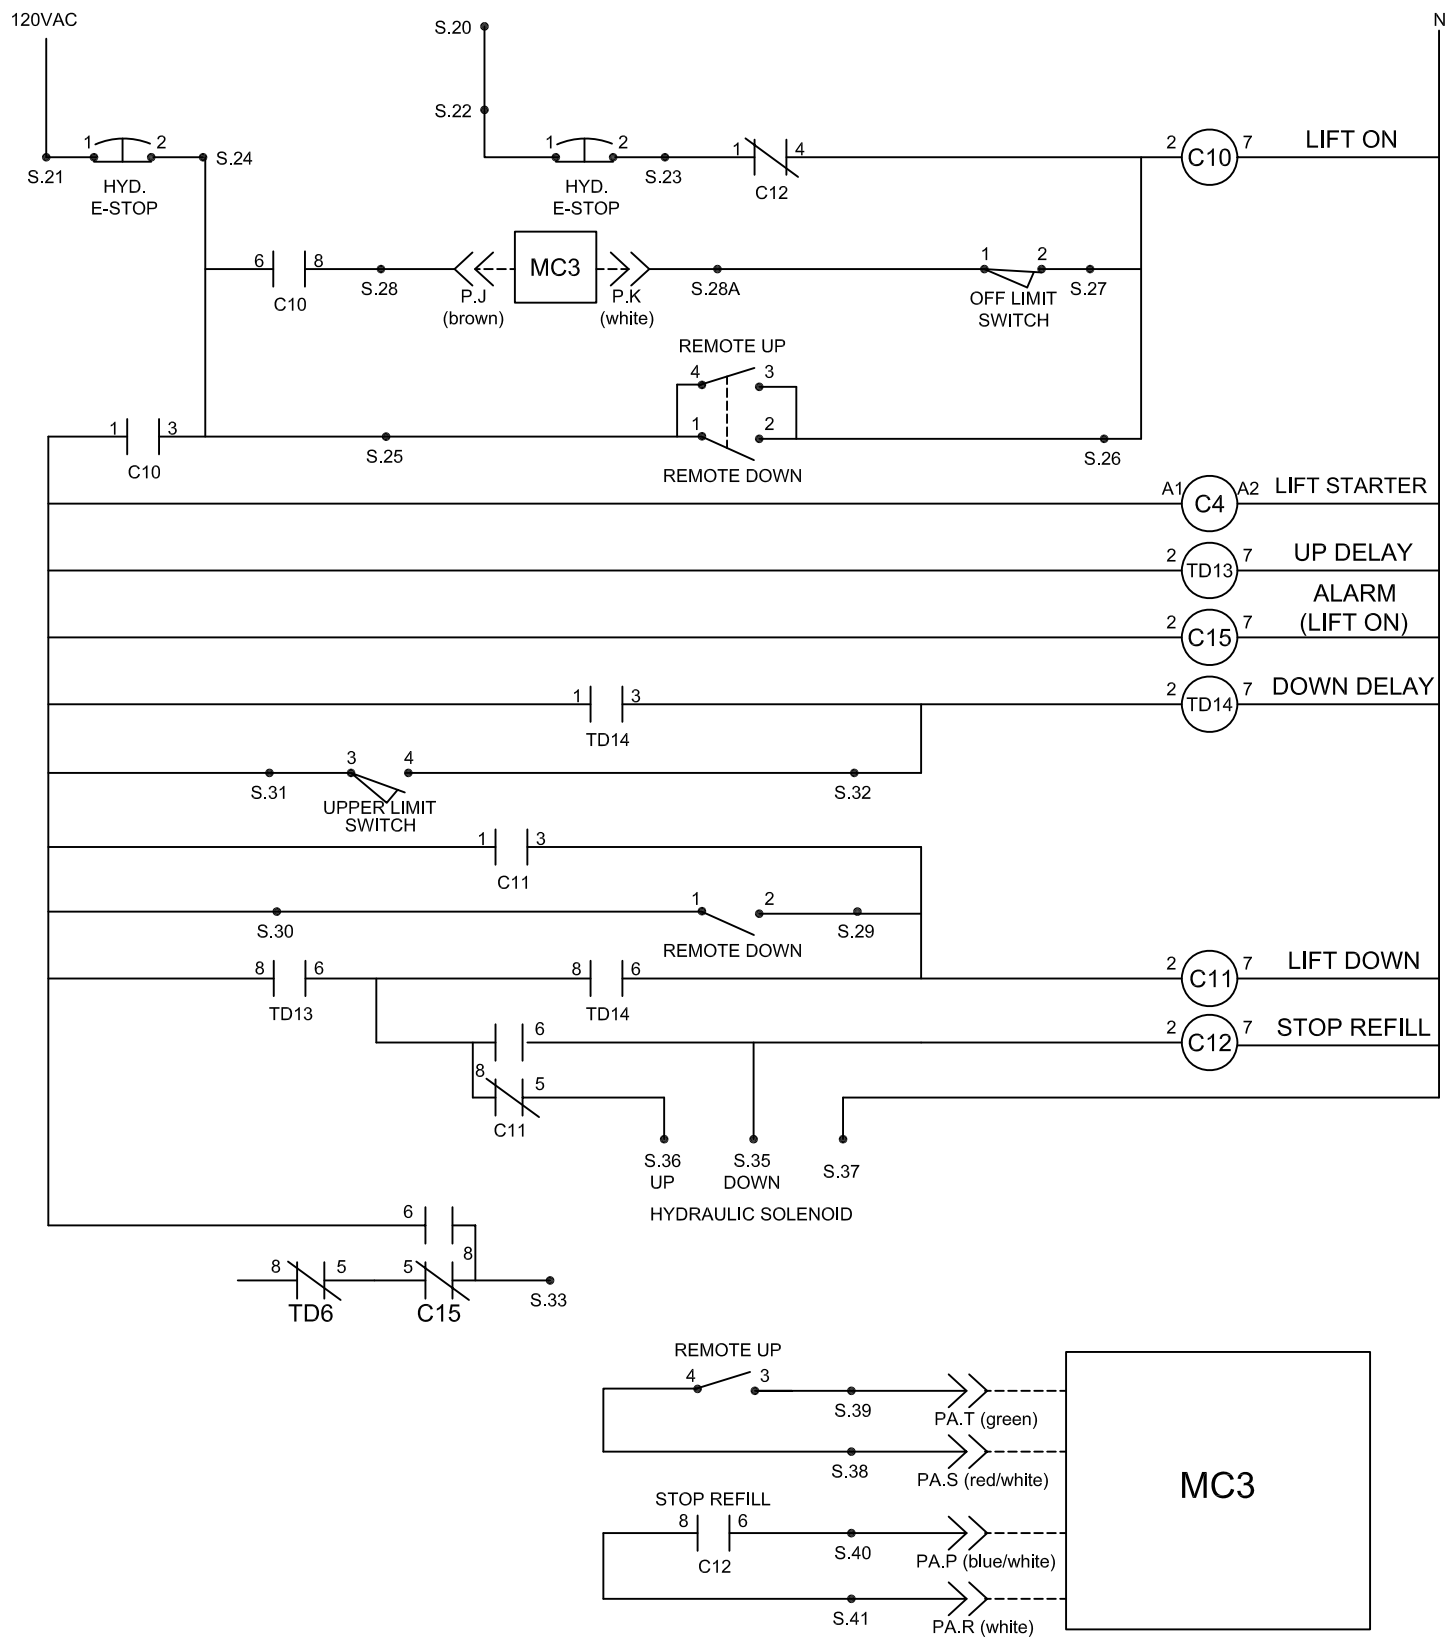 120VAC
S.20
N
S.22
1 2 S.24
1 2
1 4
2 C10 7 LIFT ON
S.21
HYD.
E-STOP
HYD.
E-STOP
S.23
C12
6 8
MC3
1 2
C10
S.28
P.J
(brown)
P.K
(white)
S.28A
OFF LIMIT
SWITCH
S.27
REMOTE UP
4 3
1 3
1 2
C10
S.25
REMOTE DOWN
S.26
A1 C4 A2 LIFT STARTER
2 TD13 7 UP DELAY
ALARM
(LIFT ON)
2 C15 7
1 3
TD14
2 TD14 7 DOWN DELAY
3 4
S.31
UPPER LIMIT
SWITCH
S.32
1 3
C11
1 2
S.30
REMOTE DOWN
S.29
8 6
TD13
8 6
TD14
2 C11 7 LIFT DOWN
6
2 C12 7 STOP REFILL
8 5
C11
S.36
UP
S.35
DOWN
S.37
HYDRAULIC SOLENOID
6
8
8 5
TD6
5
C15
S.33
REMOTE UP
4 3
S.39
PA.T (green)
S.38
PA.S (red/white)
MC3
STOP REFILL
8 6
C12
S.40
PA.P (blue/white)
S.41
PA.R (white)